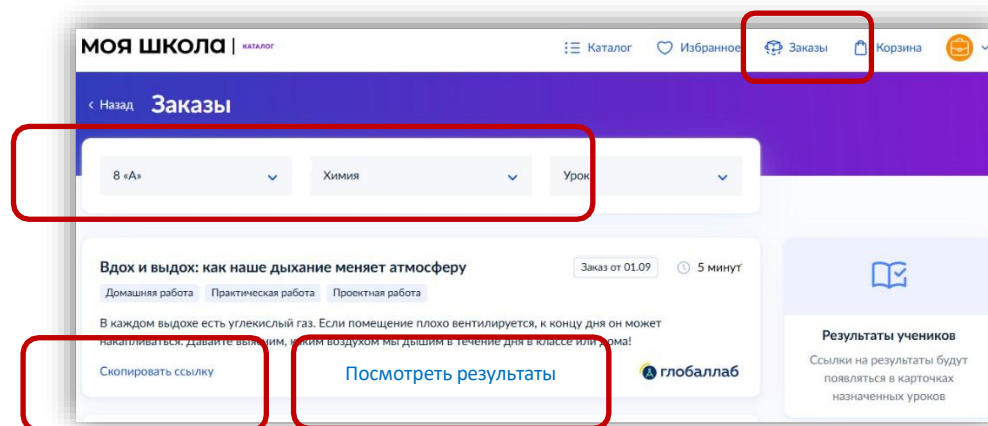 МОЯ ШКОЛА | КАТАЛОГ
Каталог
Избранное
Заказы
Корзина
Назад Заказы
8 «А»
Химия
Урок
Вдох и выдох: как наше дыхание меняет атмосферу
Заказ от 01.09
5 минут
Домашняя работа Практическая работа Проектная работа
В каждом выдохе есть углекислый газ. Если помещение плохо вентилируется, к концу дня он может
накапливаться. Давайте выясним, каким воздухом мы дышим в течение дня в классе или дома!
Скопировать ссылку
Посмотреть результаты
глобаллаб
Результаты учеников
Ссылки на результаты будут
появляться в карточках
назначенных уроков